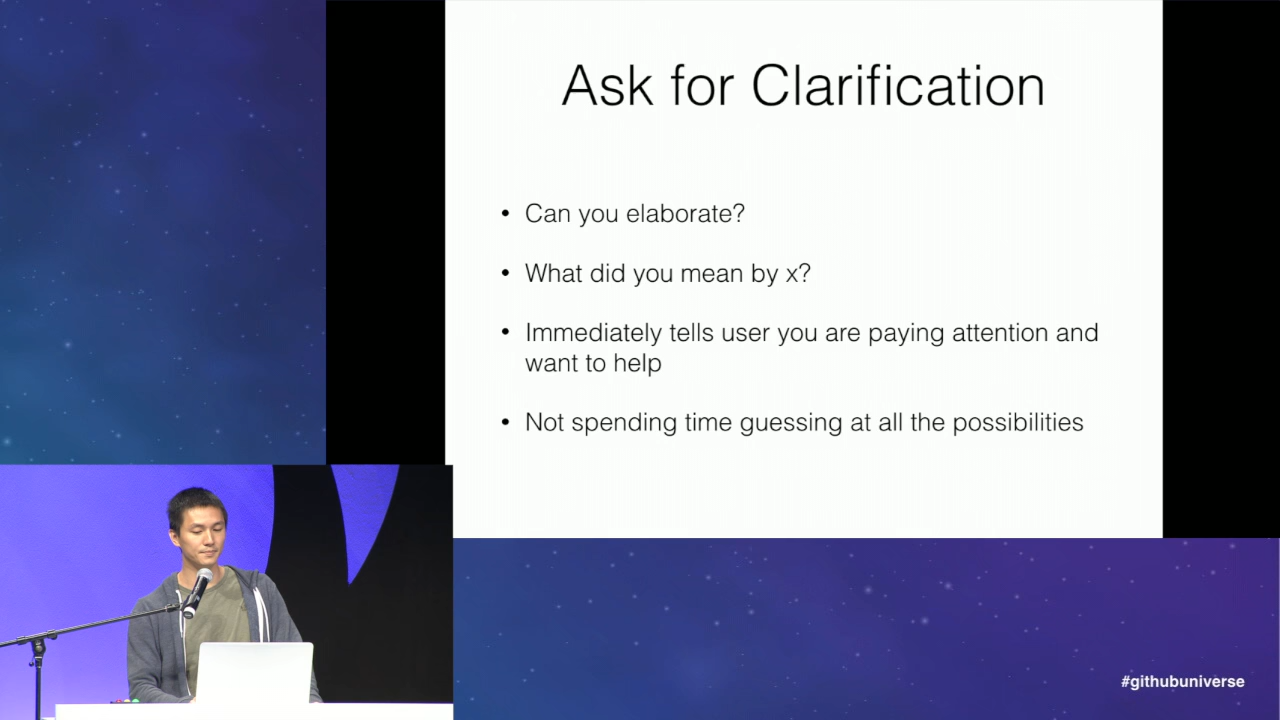 Ask for Clarification
• Can you elaborate?
• What did you mean by x?
• Immediately tells user you are paying attention and
want to help
• Not spending time guessing at all the possibilities
#githubuniverse